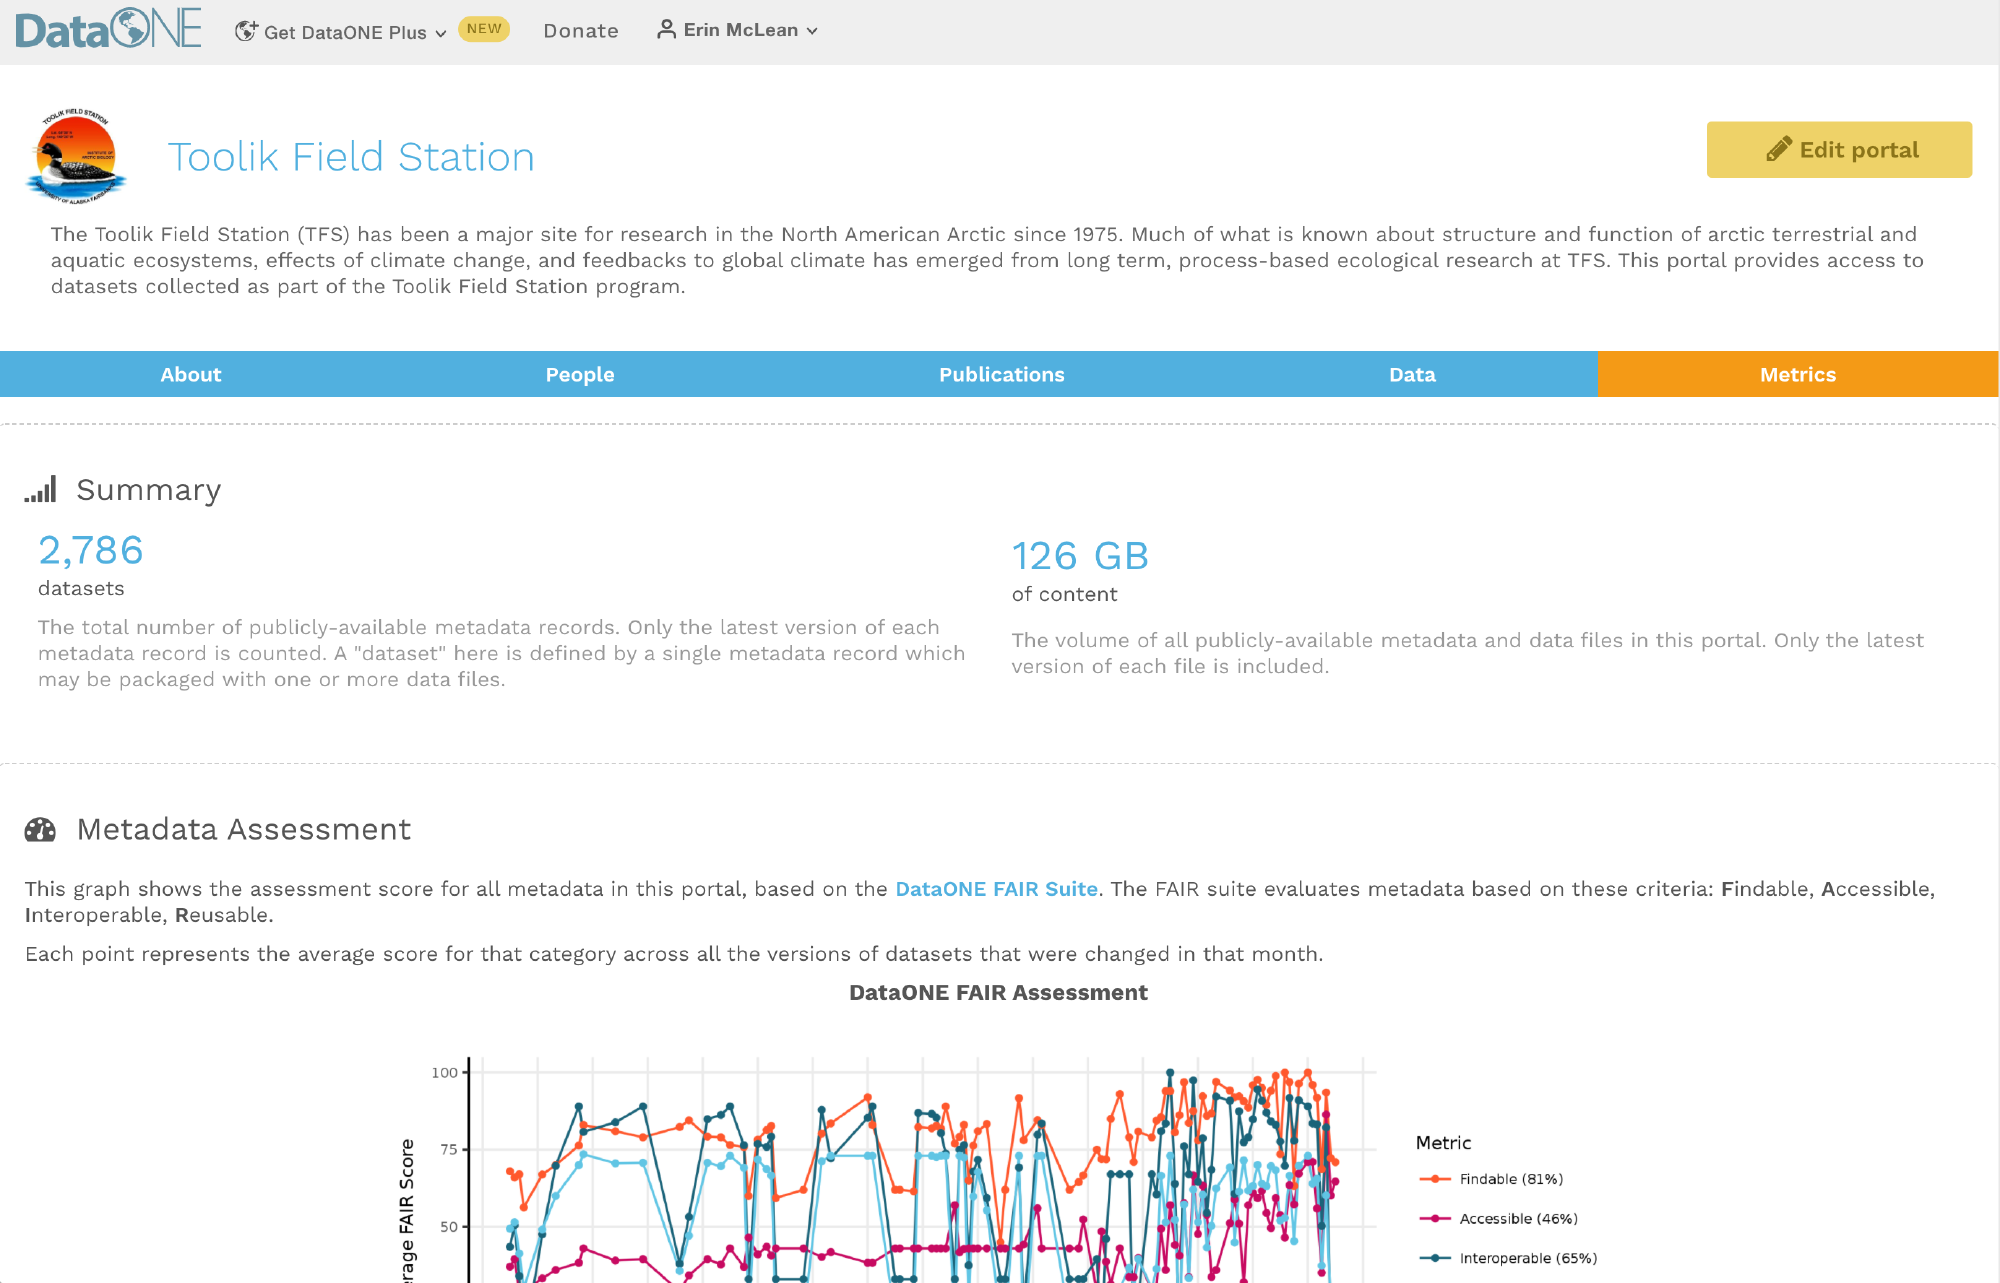 DataONE
Get DataONE Plus NEW Donate Erin McLean
TOOLIK FIELD STATION
Toolik Field Station
Edit portal
The Toolik Field Station (TFS) has been a major site for research in the North American Arctic since 1975. Much of what is known about structure and function of arctic terrestrial and
aquatic ecosystems, effects of climate change, and feedbacks to global climate has emerged from long term, process-based ecological research at TFS. This portal provides access to
datasets collected as part of the Toolik Field Station program.
About People Publications Data Metrics
Summary
2,786
datasets
The total number of publicly-available metadata records. Only the latest version of each
metadata record is counted. A "dataset" here is defined by a single metadata record which
may be packaged with one or more data files.
126 GB
of content
The volume of all publicly-available metadata and data files in this portal. Only the latest
version of each file is included.
Metadata Assessment
This graph shows the assessment score for all metadata in this portal, based on the DataONE FAIR Suite. The FAIR suite evaluates metadata based on these criteria: Findable, Accessible,
Interoperable, Reusable.
Each point represents the average score for that category across all the versions of datasets that were changed in that month.
DataONE FAIR Assessment
100
75
50
erage FAIR Score
Metric
Findable (81%)
Accessible (46%)
Interoperable (65%)